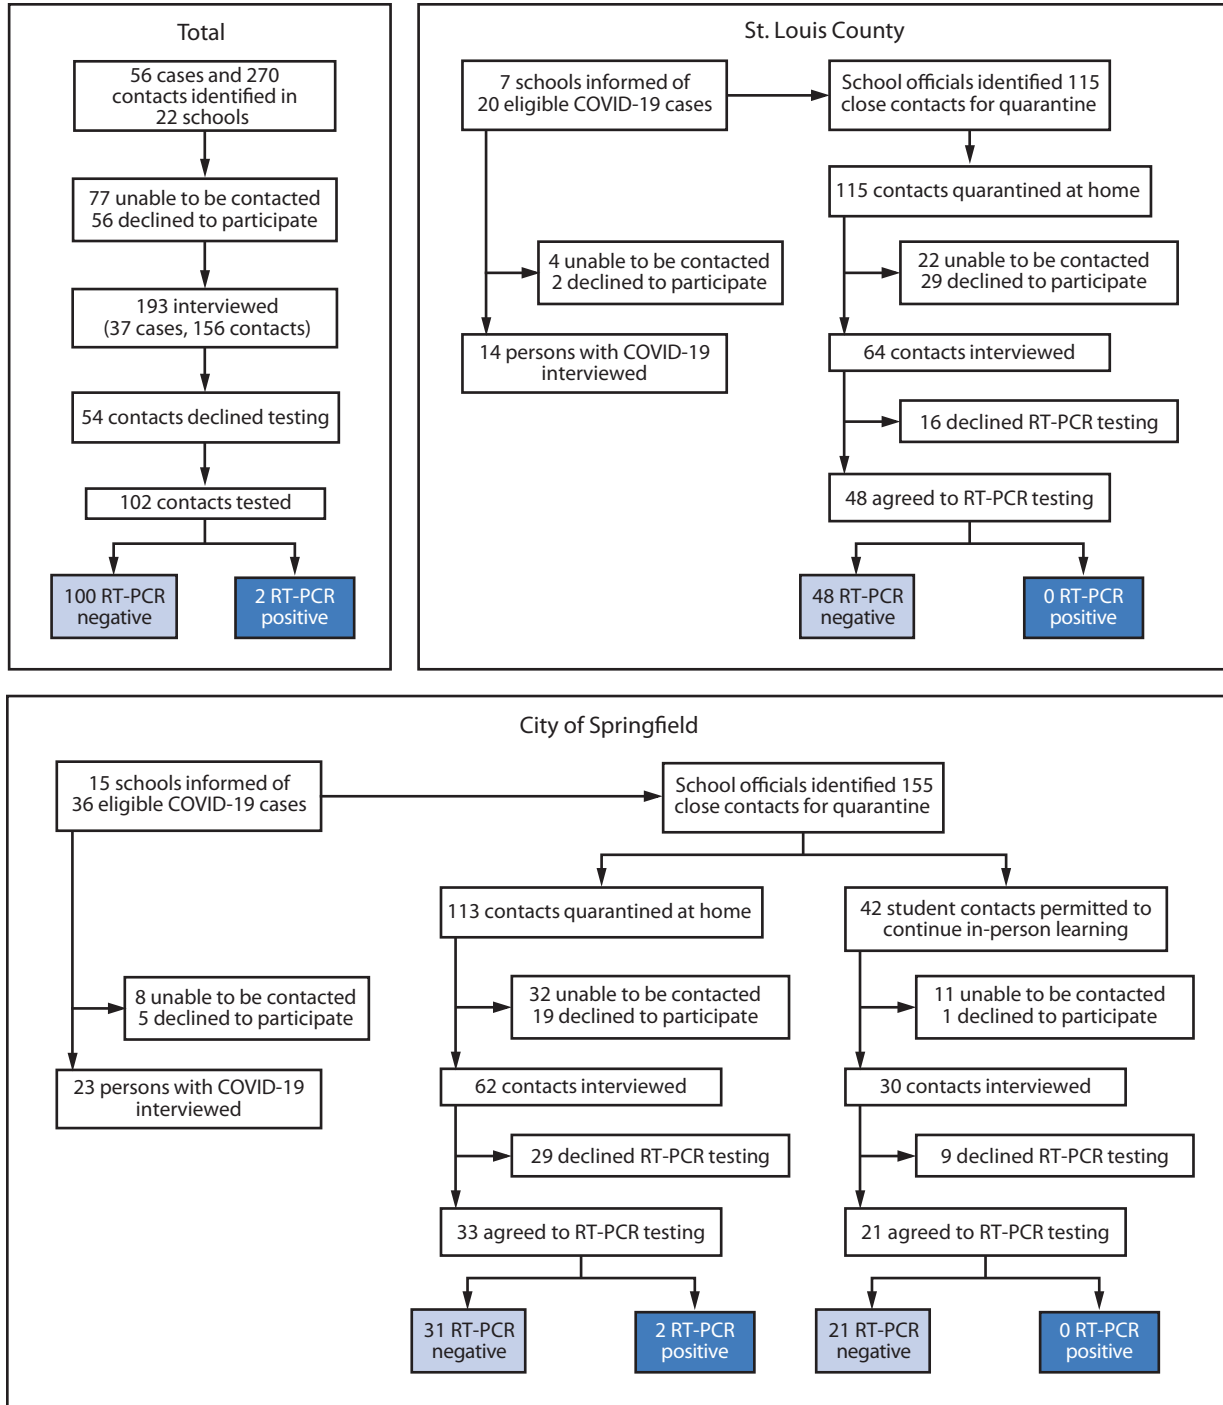 Total
56 cases and 270
contacts identified in
22 schools
77 unable to be contacted
56 declined to participate
193 interviewed
(37 cases, 156 contacts)
54 contacts declined testing
102 contacts tested
100 RT-PCR
negative
2 RT-PCR
positive
St. Louis County
7 schools informed of
20 eligible COVID-19 cases
School officials identified 115
close contacts for quarantine
115 contacts quarantined at home
4 unable to be contacted
2 declined to participate
22 unable to be contacted
29 declined to participate
14 persons with COVID-19
interviewed
64 contacts interviewed
16 declined RT-PCR testing
48 agreed to RT-PCR testing
48 RT-PCR
negative
0 RT-PCR
positive
City of Springfield
15 schools informed of
36 eligible COVID-19 cases
School officials identified 155
close contacts for quarantine
113 contacts quarantined at home
42 student contacts permitted to
continue in-person learning
8 unable to be contacted
5 declined to participate
32 unable to be contacted
19 declined to participate
11 unable to be contacted
1 declined to participate
23 persons with COVID-19
interviewed
62 contacts interviewed
30 contacts interviewed
29 declined RT-PCR testing
9 declined RT-PCR testing
33 agreed to RT-PCR testing
21 agreed to RT-PCR testing
31 RT-PCR
negative
2 RT-PCR
positive
21 RT-PCR
negative
0 RT-PCR
positive